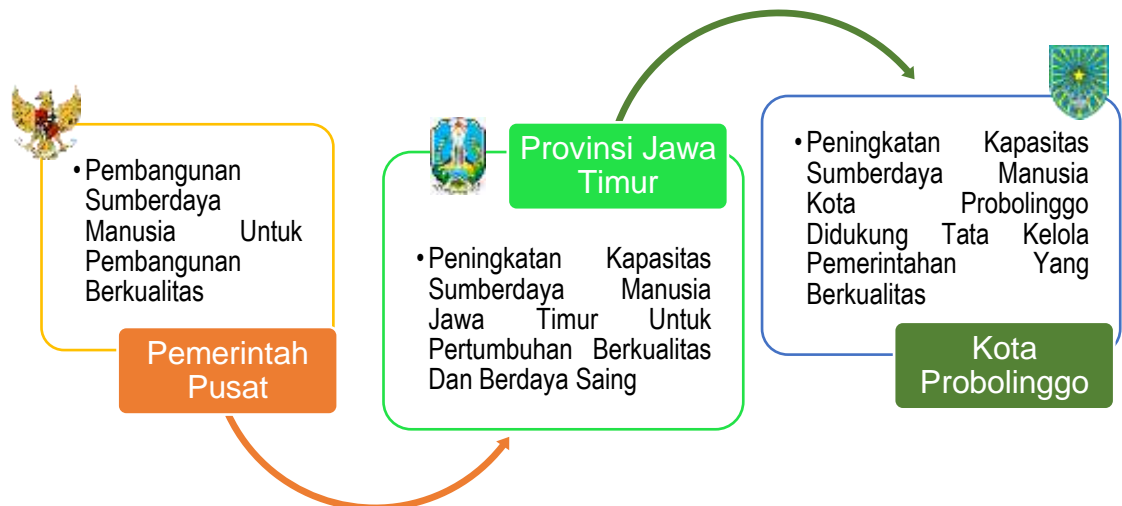 •Pembangunan
Sumberdaya
Manusia Untuk
Pembangunan
Berkualitas
Pemerintah
Pusat
Provinsi Jawa
Timur
•Peningkatan Kapasitas
Sumberdaya Manusia
Jawa Timur Untuk
Pertumbuhan Berkualitas
Dan Berdaya Saing
•Peningkatan Kapasitas
Sumberdaya Manusia
Kota Probolinggo
Didukung Tata Kelola
Pemerintahan Yang
Berkualitas
Kota
Probolinggo